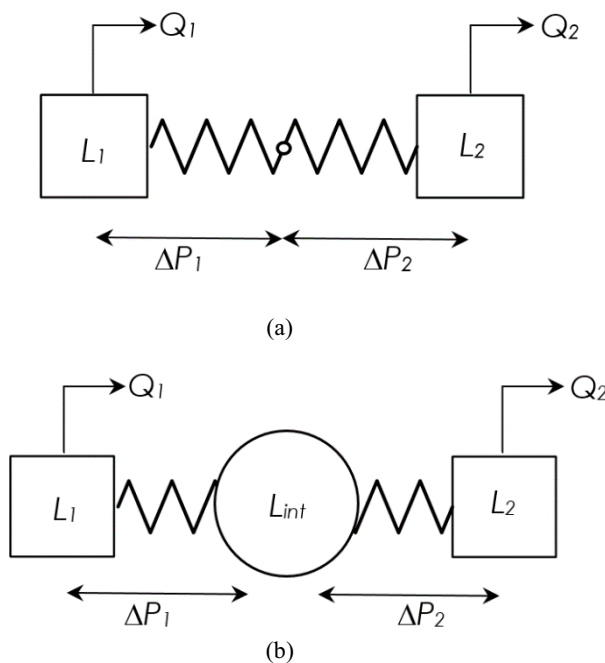 Q1 Q2
L1 L2
ΔP1 ΔP2
(a)
Q1 Q2
L1 Lint L2
ΔP1 ΔP2
(b)